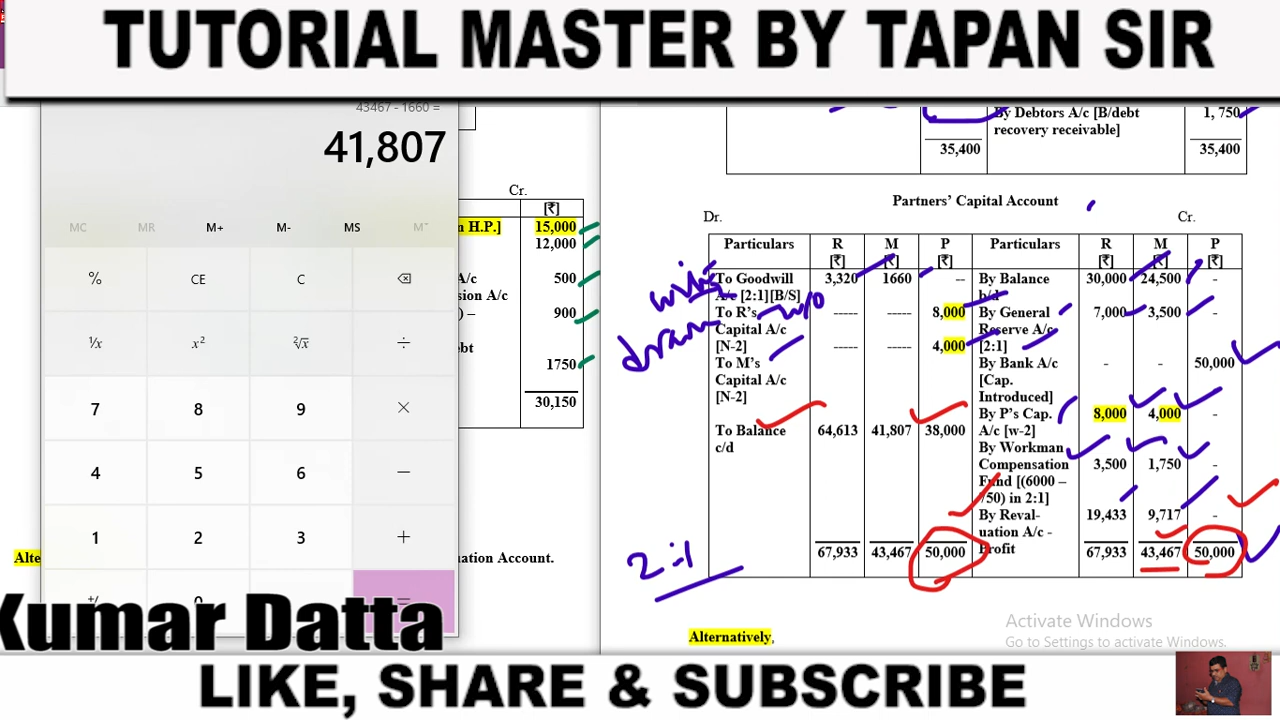 TUTORIAL MASTER BY TAPAN SIR
43467 - 1660 =
41,807
MC MR M+ M- MS M˅
% CE C ⌫
¹/x x² ²√x ÷
7 8 9 ×
4 5 6 −
1 2 3 +
Cr.
[₹]
n H.P.] 15,000
12,000
A/c 500
sion A/c
) – 900
ebt
1750
30,150
Alte
uation Account.
By Debtors A/c [B/debt 1,750
recovery receivable]
35,400 35,400
Partners' Capital Account
Dr. Cr.
Particulars R M P Particulars R M P
[₹] [₹] [₹] [₹] [₹] [₹]
To Goodwill 3,320 1660 -- By Balance 30,000 24,500 -
A/c [2:1][B/S] b/d
To R's ----- ----- 8,000 By General 7,000 3,500 -
Capital A/c Reserve A/c
[N-2] ----- ----- 4,000 [2:1]
To M's By Bank A/c - - 50,000
Capital A/c [Cap.
[N-2] Introduced]
By P's Cap. 8,000 4,000 -
To Balance 64,613 41,807 38,000 A/c [w-2]
c/d By Workman
Compensation 3,500 1,750 -
Fund [(6000 –
750) in 2:1]
By Reval- 19,433 9,717 -
uation A/c -
67,933 43,467 50,000 Profit 67,933 43,467 50,000
w/o
2:1
Alternatively,
Activate Windows
Go to Settings to activate Windows.
Kumar Datta
LIKE, SHARE & SUBSCRIBE